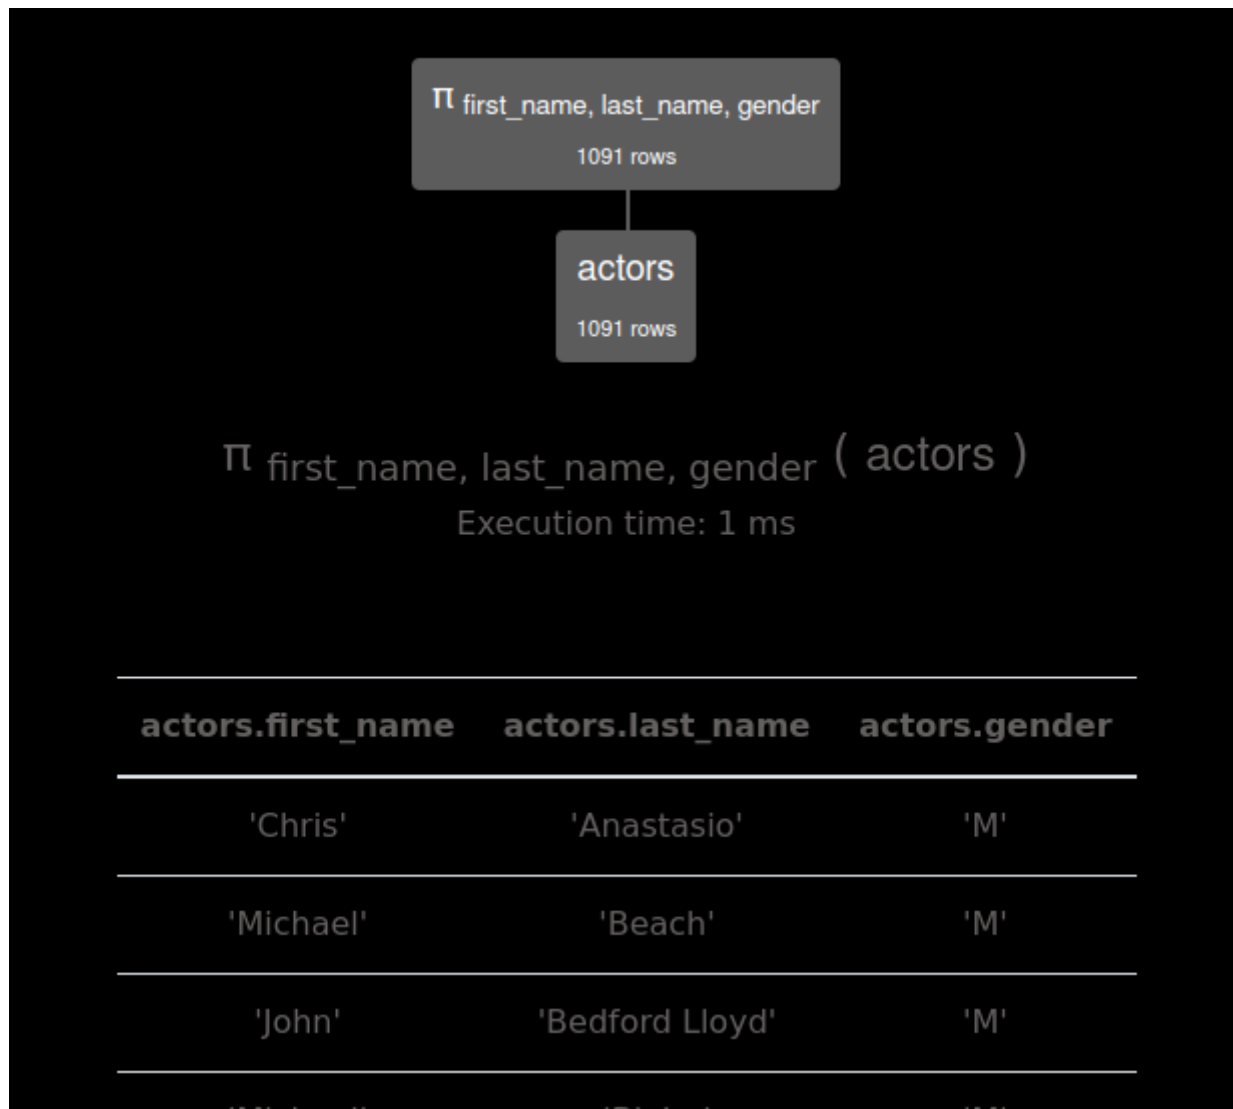 π first_name, last_name, gender
1091 rows
actors
1091 rows
π first_name, last_name, gender ( actors )
Execution time: 1 ms
actors.first_name actors.last_name actors.gender
'Chris' 'Anastasio' 'M'
'Michael' 'Beach' 'M'
'John' 'Bedford Lloyd' 'M'